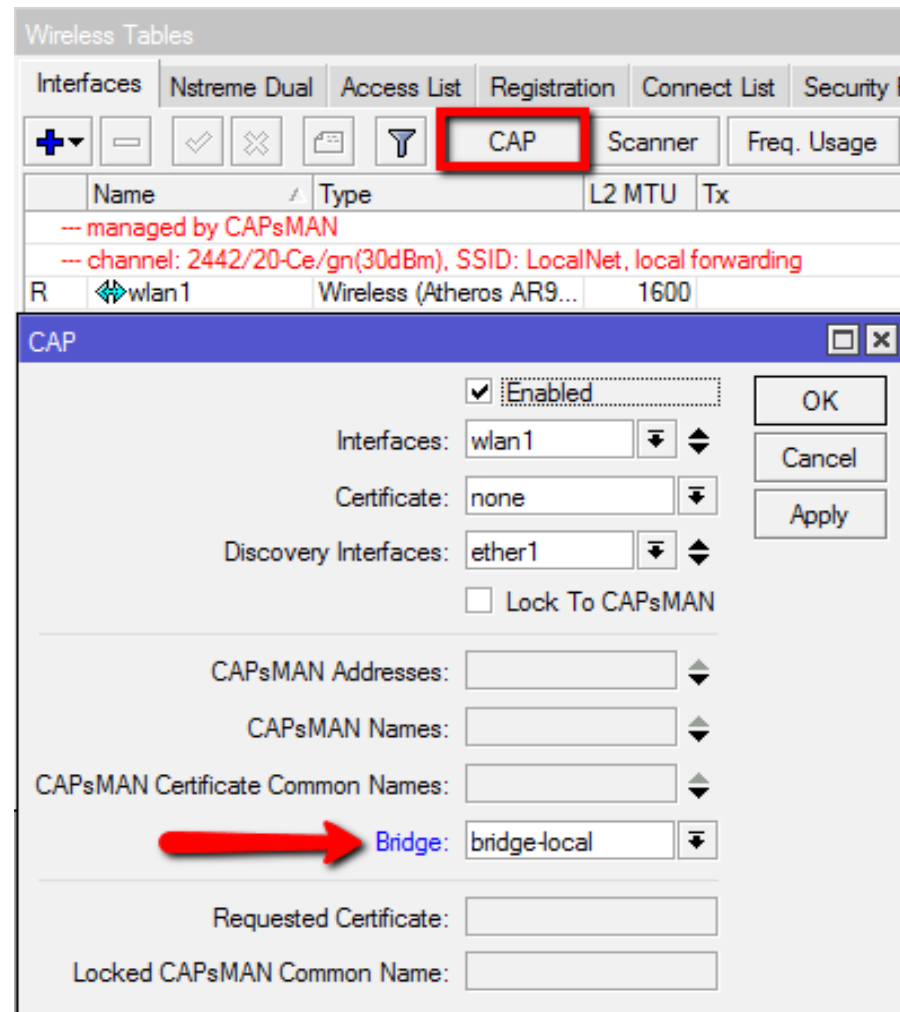 Wireless Tables
Interfaces Nstreme Dual Access List Registration Connect List Security
CAP Scanner Freq. Usage
Name Type L2 MTU Tx
--- managed by CAPsMAN
--- channel: 2442/20-Ce/gn(30dBm), SSID: LocalNet, local forwarding
R wlan1 Wireless (Atheros AR9... 1600
CAP
Enabled OK
Interfaces: wlan1
Cancel
Certificate: none
Apply
Discovery Interfaces: ether1
Lock To CAPsMAN
CAPsMAN Addresses:
CAPsMAN Names:
CAPsMAN Certificate Common Names:
Bridge: bridge-local
Requested Certificate:
Locked CAPsMAN Common Name: